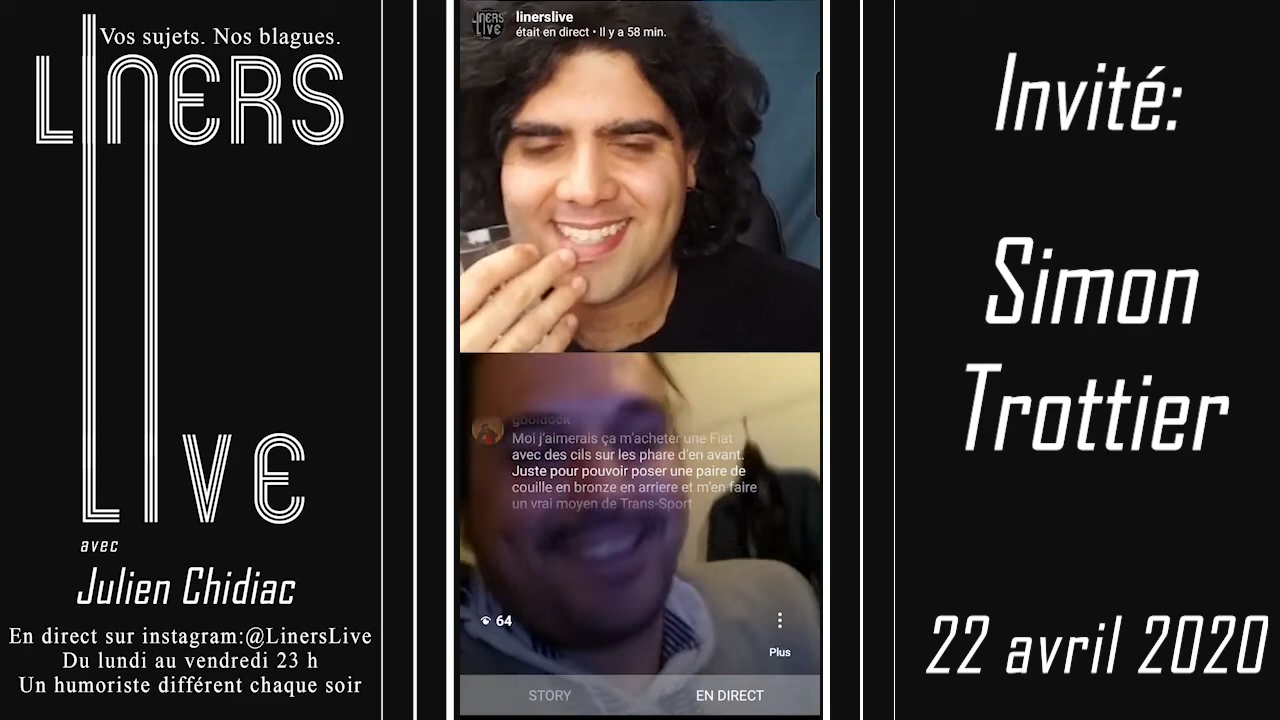 Vos sujets. Nos blagues.
LINERS
LIVE
avec
Julien Chidiac
En direct sur instagram:@LinersLive
Du lundi au vendredi 23 h
Un humoriste différent chaque soir
LINERS
LIVE
linerslive
était en direct • Il y a 58 min.
gboldock
Moi j'aimerais ça m'acheter une Fiat
avec des cils sur les phare d'en avant.
Juste pour pouvoir poser une paire de
couille en bronze en arriere et m'en faire
un vrai moyen de Trans-Sport
64
Plus
STORY
EN DIRECT
Invité:
Simon
Trottier
22 avril 2020